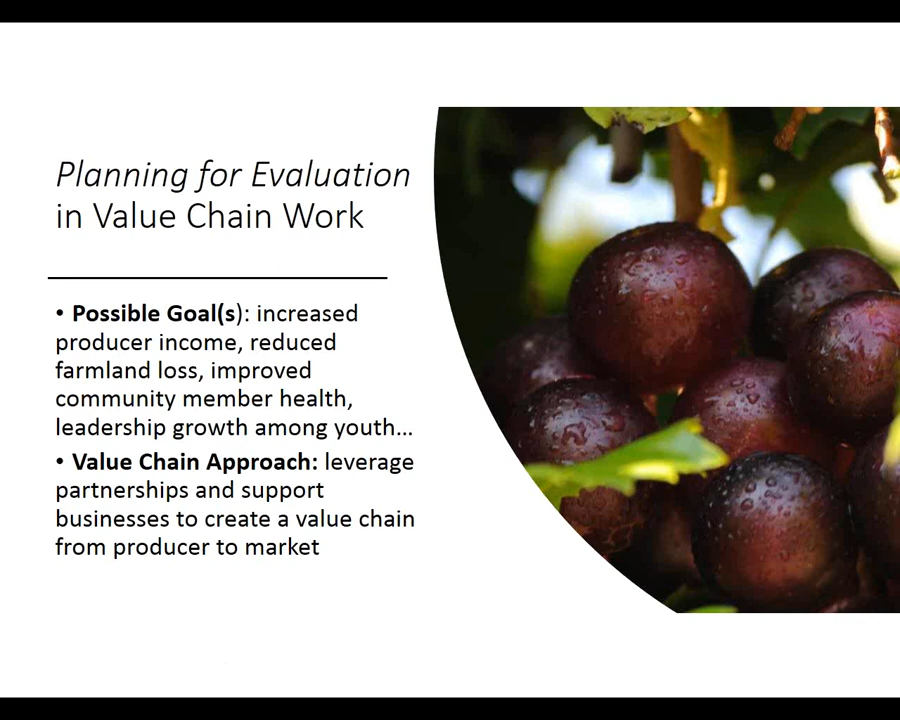 Planning for Evaluation
in Value Chain Work
• Possible Goal(s): increased
producer income, reduced
farmland loss, improved
community member health,
leadership growth among youth...
• Value Chain Approach: leverage
partnerships and support
businesses to create a value chain
from producer to market